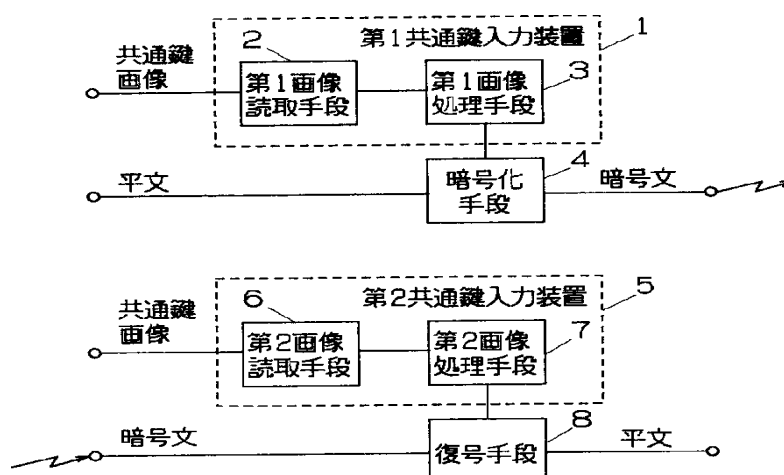 第1共通鍵入力装置
1
共通鍵
画像
2
第1画像
読取手段
第1画像
処理手段
3
平文
暗号化
手段
4
暗号文
第2共通鍵入力装置
5
共通鍵
画像
6
第2画像
読取手段
第2画像
処理手段
7
暗号文
復号手段
8
平文